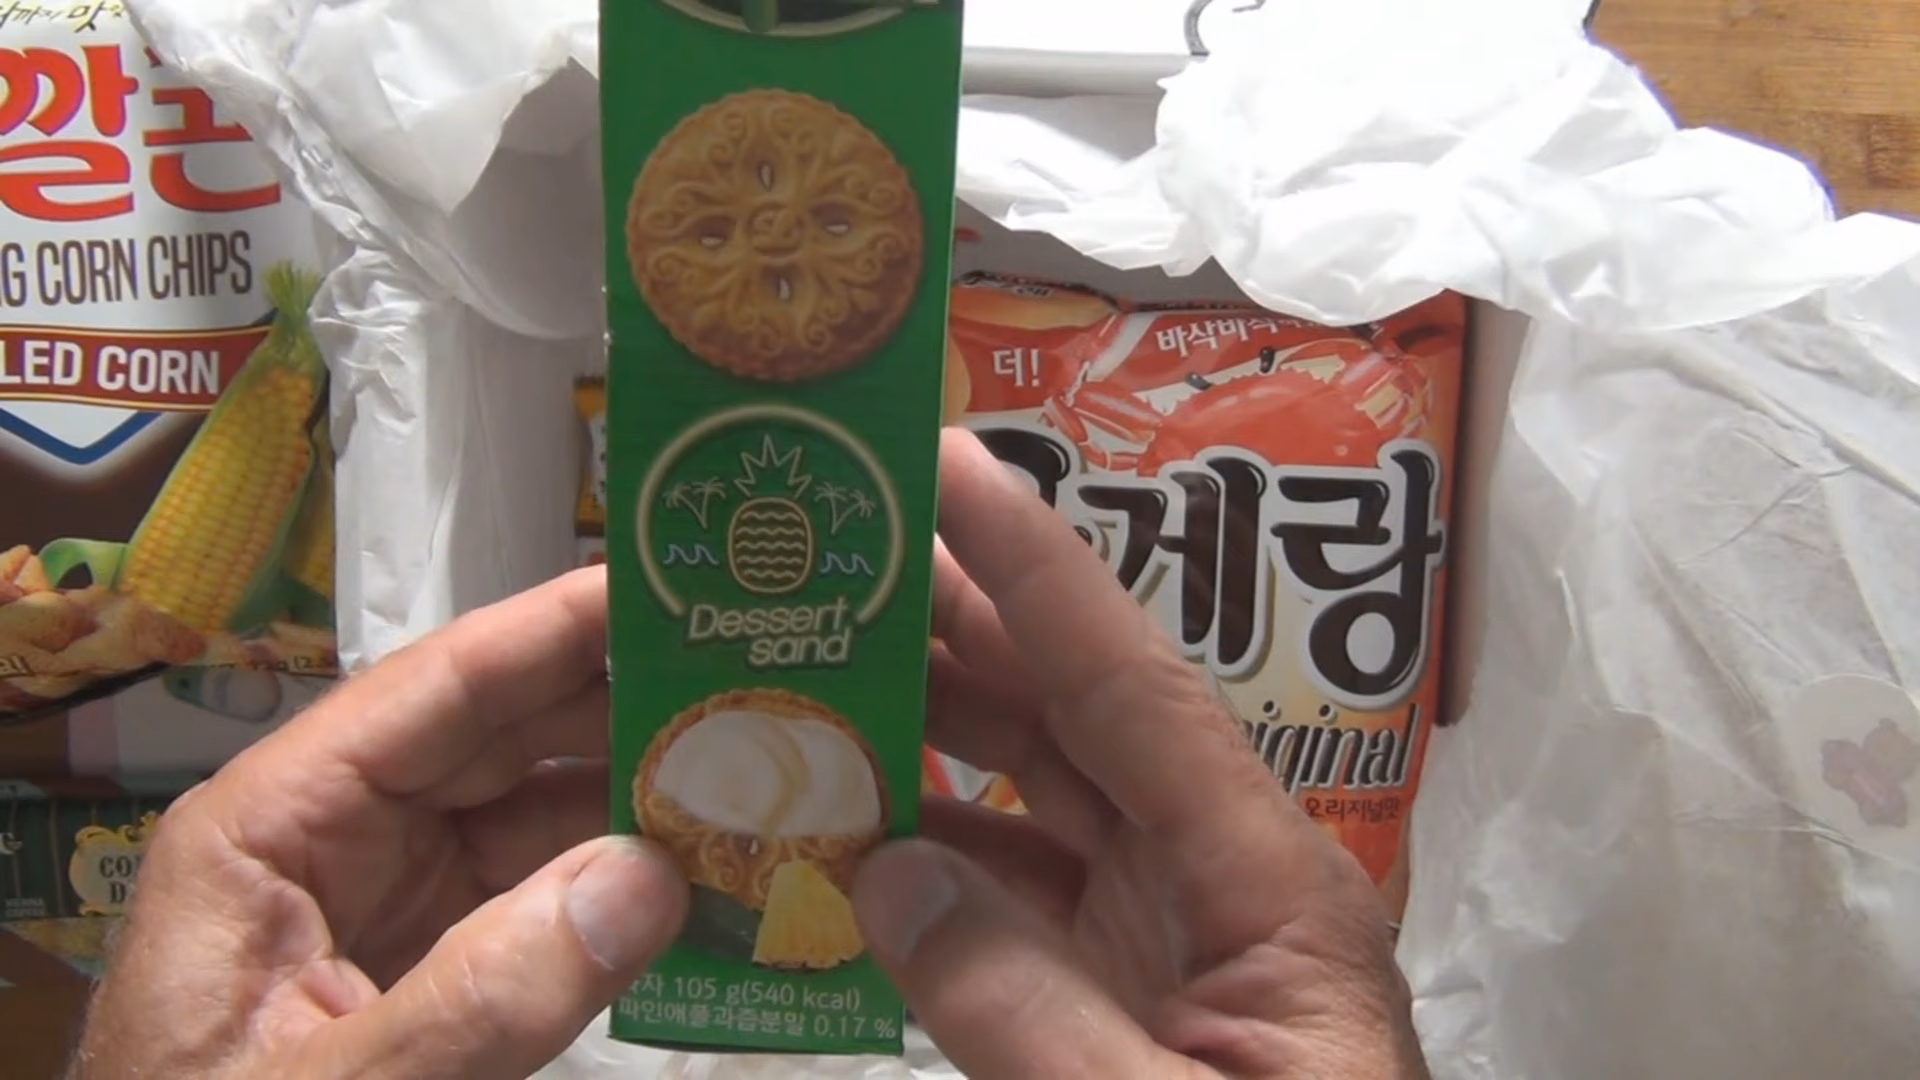 깔콘
G CORN CHIPS
LED CORN
Dessert
sand
105 g(540 kcal)
파인애플과즙분말 0.17 %
더!
바삭바삭
게랑
iginal
오리지널맛